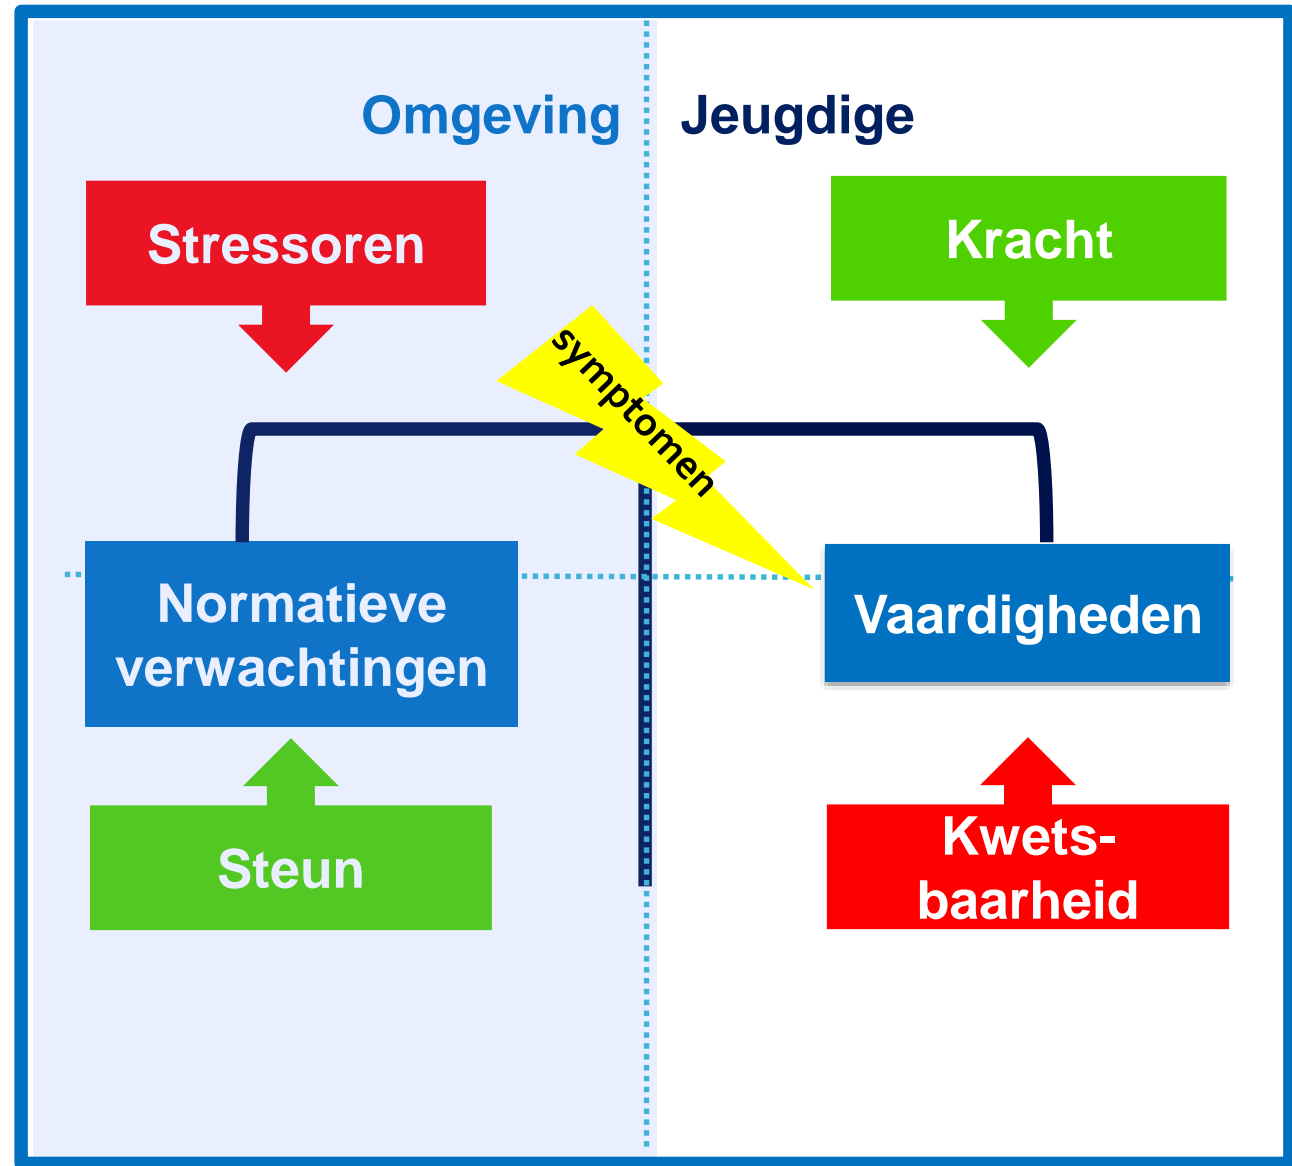 Omgeving
Jeugdige
Stressoren
Kracht
symptomen
Normatieve
verwachtingen
Vaardigheden
Steun
Kwets-
baarheid